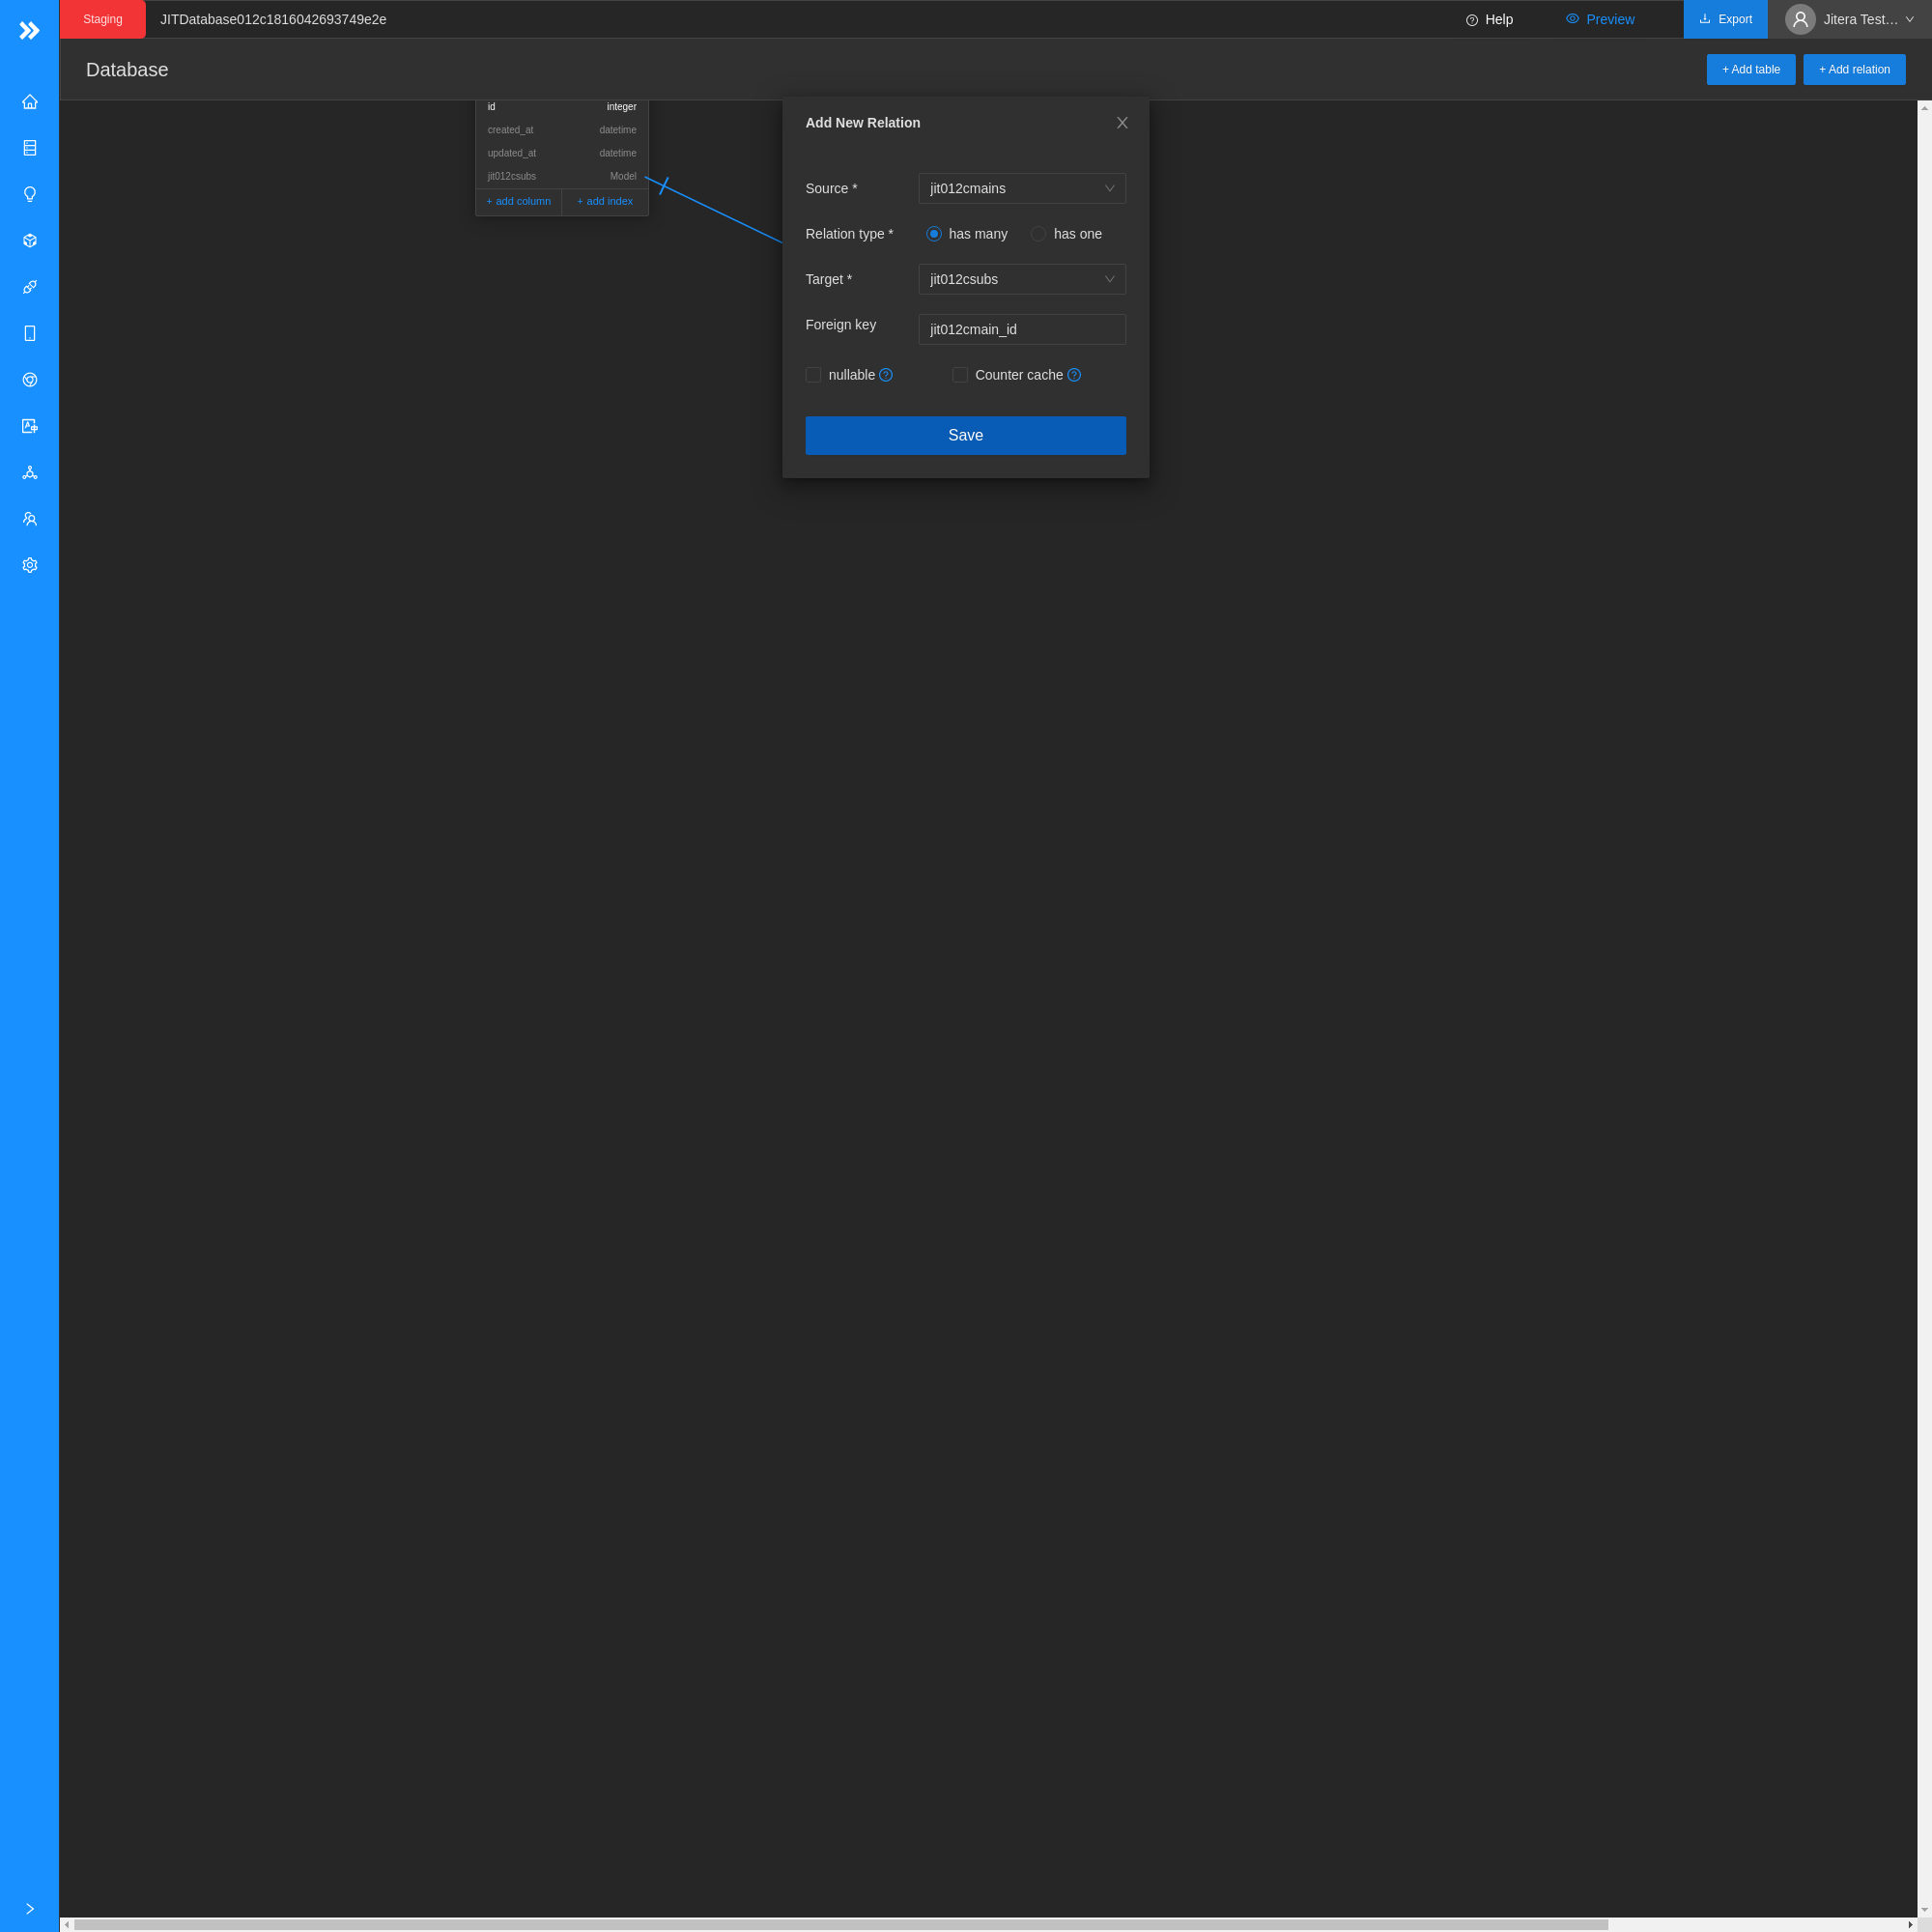 Staging JITDatabase012c1816042693749e2e Help Preview Export Jitera Test...
Database + Add table + Add relation
id integer
created_at datetime
updated_at datetime
jit012csubs Model
+ add column + add index
Add New Relation
Source * jit012cmains
Relation type * has many has one
Target * jit012csubs
Foreign key jit012cmain_id
nullable Counter cache
Save